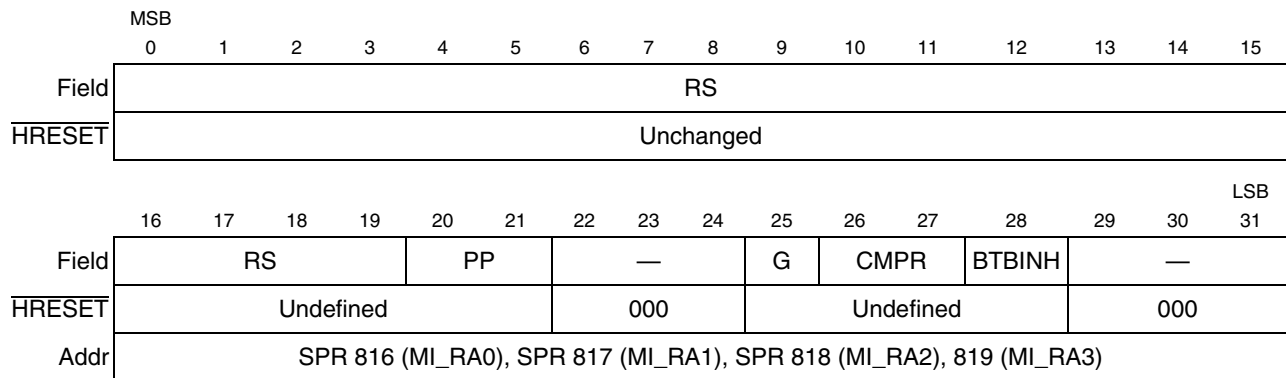 MSB
0 1 2 3 4 5 6 7 8 9 10 11 12 13 14 15
Field RS
HRESET Unchanged
LSB
16 17 18 19 20 21 22 23 24 25 26 27 28 29 30 31
Field RS PP — G CMPR BTBINH —
HRESET Undefined 000 Undefined 000
Addr SPR 816 (MI_RA0), SPR 817 (MI_RA1), SPR 818 (MI_RA2), 819 (MI_RA3)